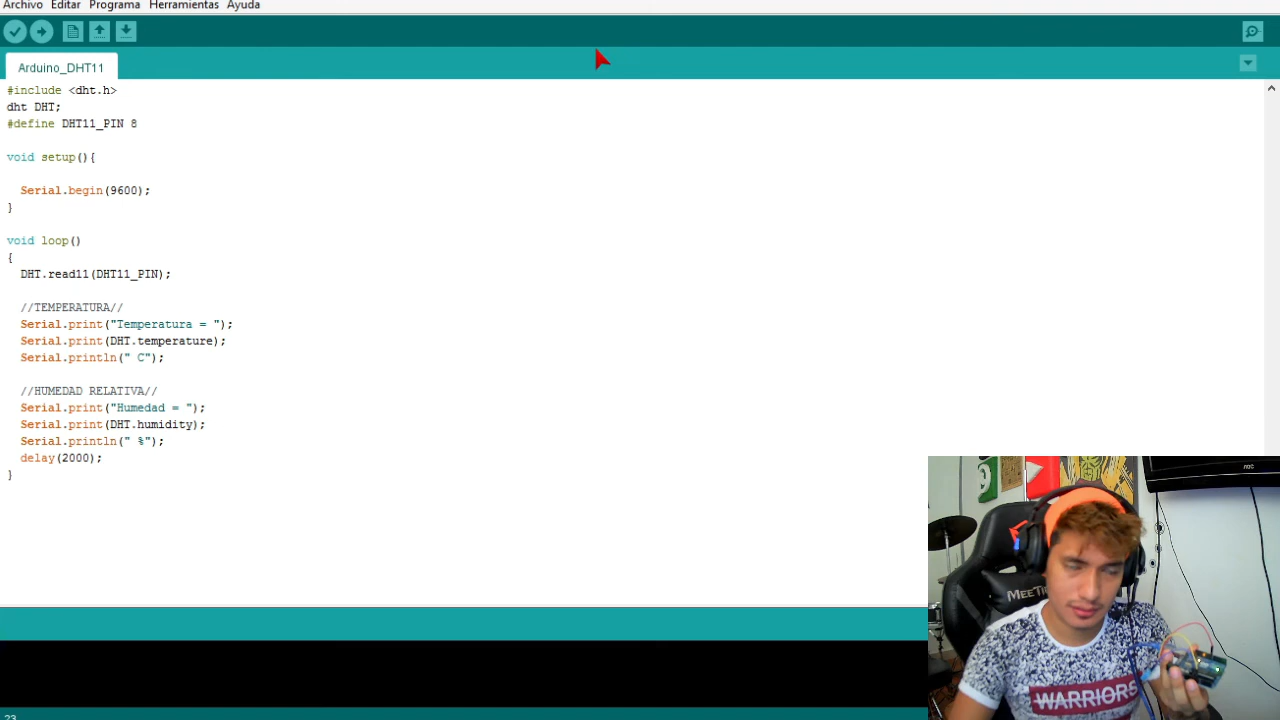 Archivo Editar Programa Herramientas Ayuda
Arduino_DHT11
#include <dht.h>
dht DHT;
#define DHT11_PIN 8
void setup(){
Serial.begin(9600);
}
void loop()
{
DHT.read11(DHT11_PIN);
//TEMPERATURA//
Serial.print("Temperatura = ");
Serial.print(DHT.temperature);
Serial.println(" C");
//HUMEDAD RELATIVA//
Serial.print("Humedad = ");
Serial.print(DHT.humidity);
Serial.println(" %");
delay(2000);
}
WARRIORS
23